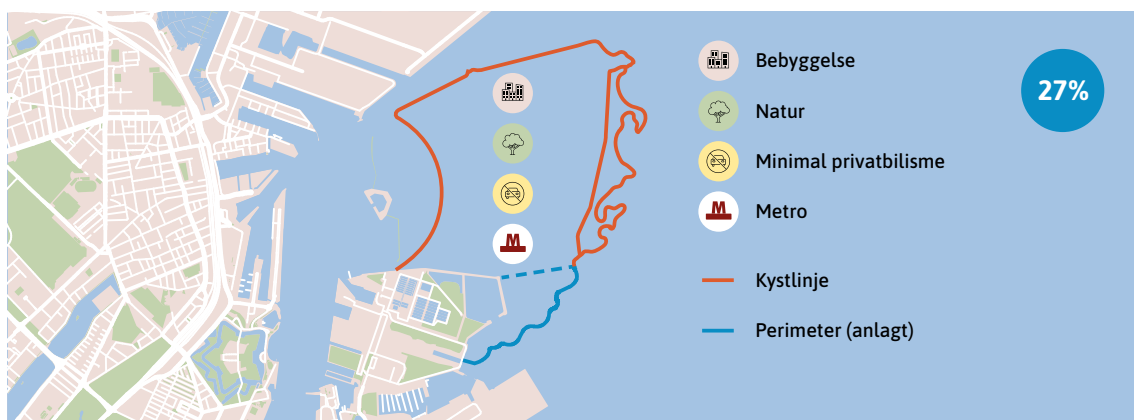 Bebyggelse
27%
Natur
Minimal privatbilisme
M
M
Metro
Kystlinje
Perimeter (anlagt)